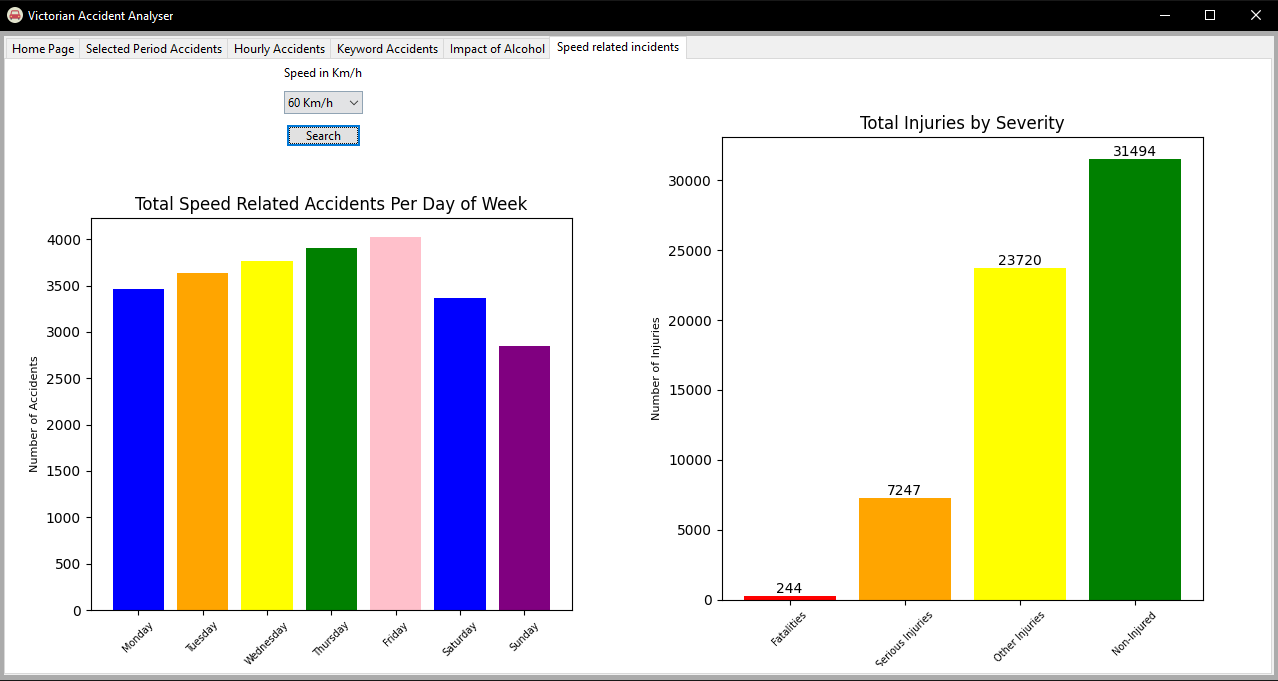 Victorian Accident Analyser
Home Page Selected Period Accidents Hourly Accidents Keyword Accidents Impact of Alcohol Speed related incidents
Speed in Km/h
60 Km/h
Search
Total Speed Related Accidents Per Day of Week
Number of Accidents
4000
3500
3000
2500
2000
1500
1000
500
0
Monday Tuesday Wednesday Thursday Friday Saturday Sunday
Total Injuries by Severity
Number of Injuries
30000
25000
20000
15000
10000
5000
0
244 7247 23720 31494
Fatalities Serious Injuries Other Injuries Non-Injured